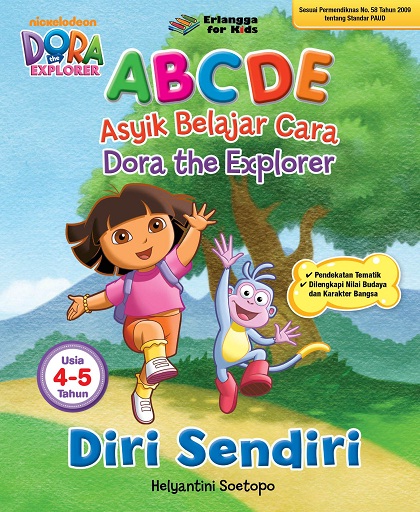 nickelodeon
DORA
the
EXPLORER
Erlangga
for Kids
Sesuai Permendiknas No. 58 Tahun 2009
tentang Standar PAUD
ABCDE
Asyik Belajar Cara
Dora the Explorer
✔ Pendekatan Tematik
✔ Dilengkapi Nilai Budaya
dan Karakter Bangsa
Usia
4-5
Tahun
Diri Sendiri
Helyantini Soetopo